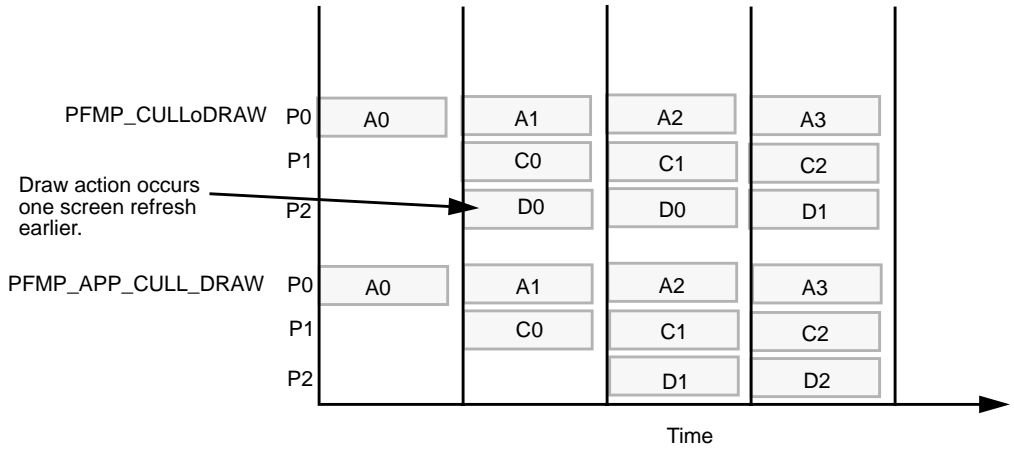 PFMP_CULLoDRAW P0 A0 A1 A2 A3
P1 C0 C1 C2
Draw action occurs
one screen refresh
earlier.
P2 D0 D0 D1
PFMP_APP_CULL_DRAW P0 A0 A1 A2 A3
P1 C0 C1 C2
P2 D1 D2
Time